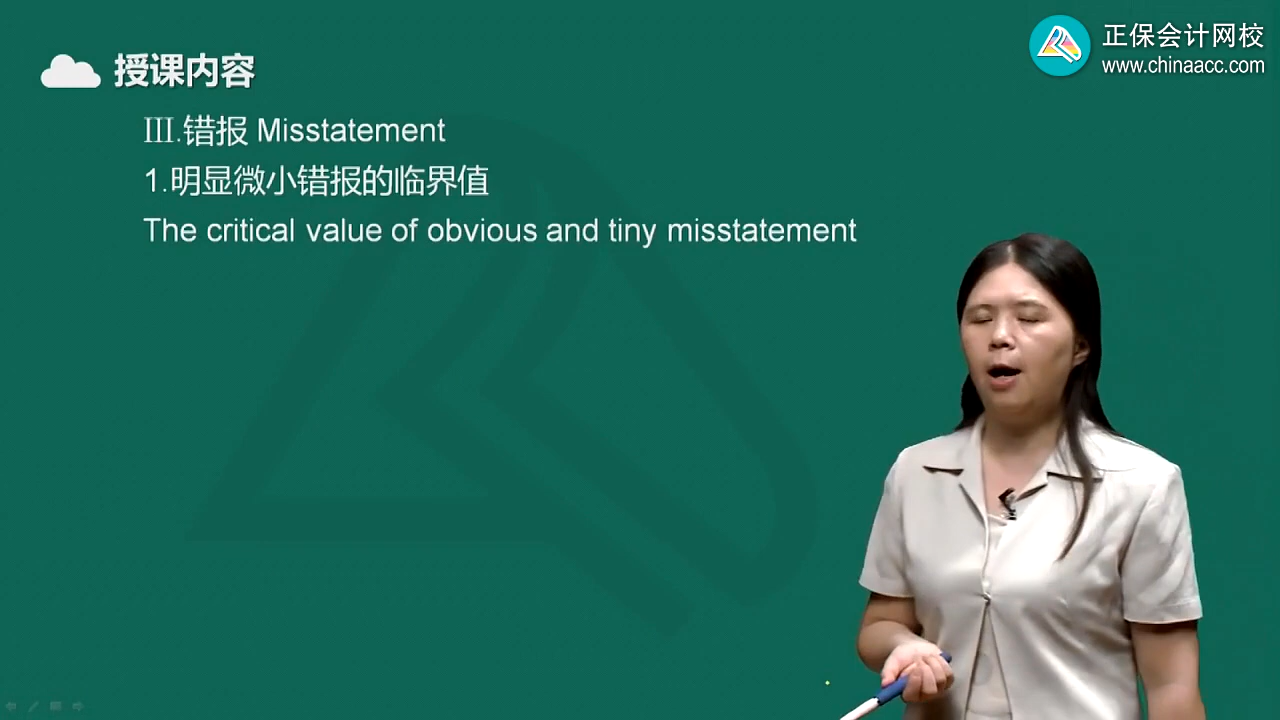 正保会计网校
www.chinaacc.com
授课内容
Ⅲ.错报 Misstatement
1.明显微小错报的临界值
The critical value of obvious and tiny misstatement